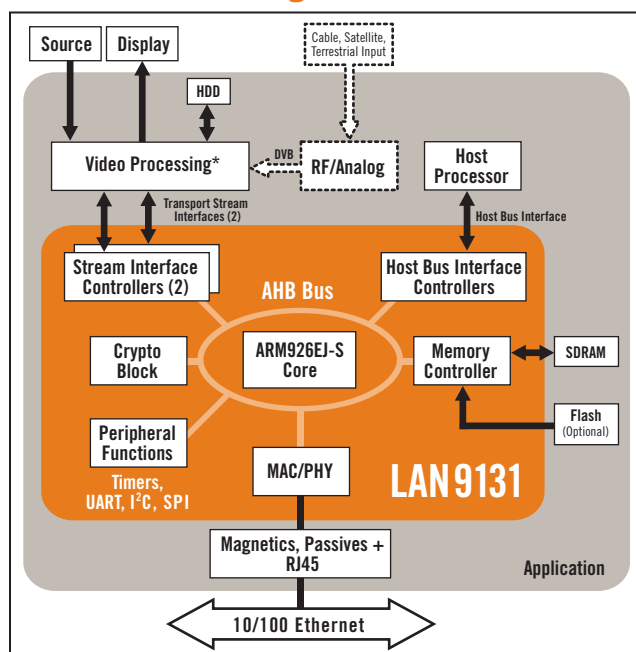 Source
Display
Cable, Satellite,
Terrestrial Input
HDD
Video Processing*
DVB
RF/Analog
Host
Processor
Transport Stream
Interfaces (2)
Host Bus Interface
Stream Interface
Controllers (2)
AHB Bus
Host Bus Interface
Controllers
Crypto
Block
ARM926EJ-S
Core
Memory
Controller
SDRAM
Peripheral
Functions
Flash
(Optional)
MAC/PHY
LAN9131
Timers,
UART, I²C, SPI
Magnetics, Passives +
RJ45
Application
10/100 Ethernet